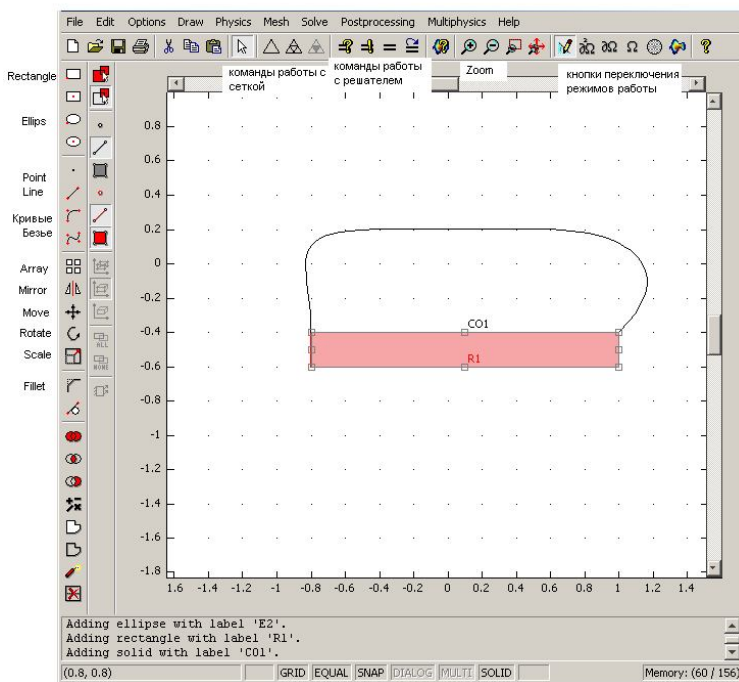 File Edit Options Draw Physics Mesh Solve Postprocessing Multiphysics Help
Rectangle
Ellips
Point
Line
Кривые
Безье
Array
Mirror
Move
Rotate
Scale
Fillet
команды работы с
сеткой
команды работы
с решателем
Zoom
кнопки переключения
режимов работы
ALL
NONE
0.8
0.6
0.4
0.2
0
-0.2
-0.4
-0.6
-0.8
-1
-1.2
-1.4
-1.6
-1.8
CO1
R1
1.6 -1.4 -1.2 -1 -0.8 -0.6 -0.4 -0.2 0 0.2 0.4 0.6 0.8 1 1.2 1.4
Adding ellipse with label 'E2'.
Adding rectangle with label 'R1'.
Adding solid with label 'CO1'.
(0.8, 0.8) GRID EQUAL SNAP DIALOG MULTI SOLID Memory: (60 / 156)